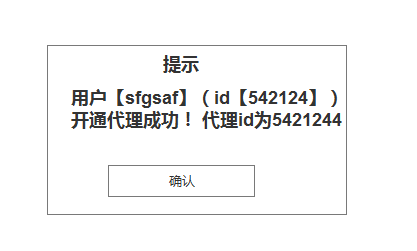 提示
用户【sfgsaf】（id【542124】）
开通代理成功！ 代理id为5421244
确认